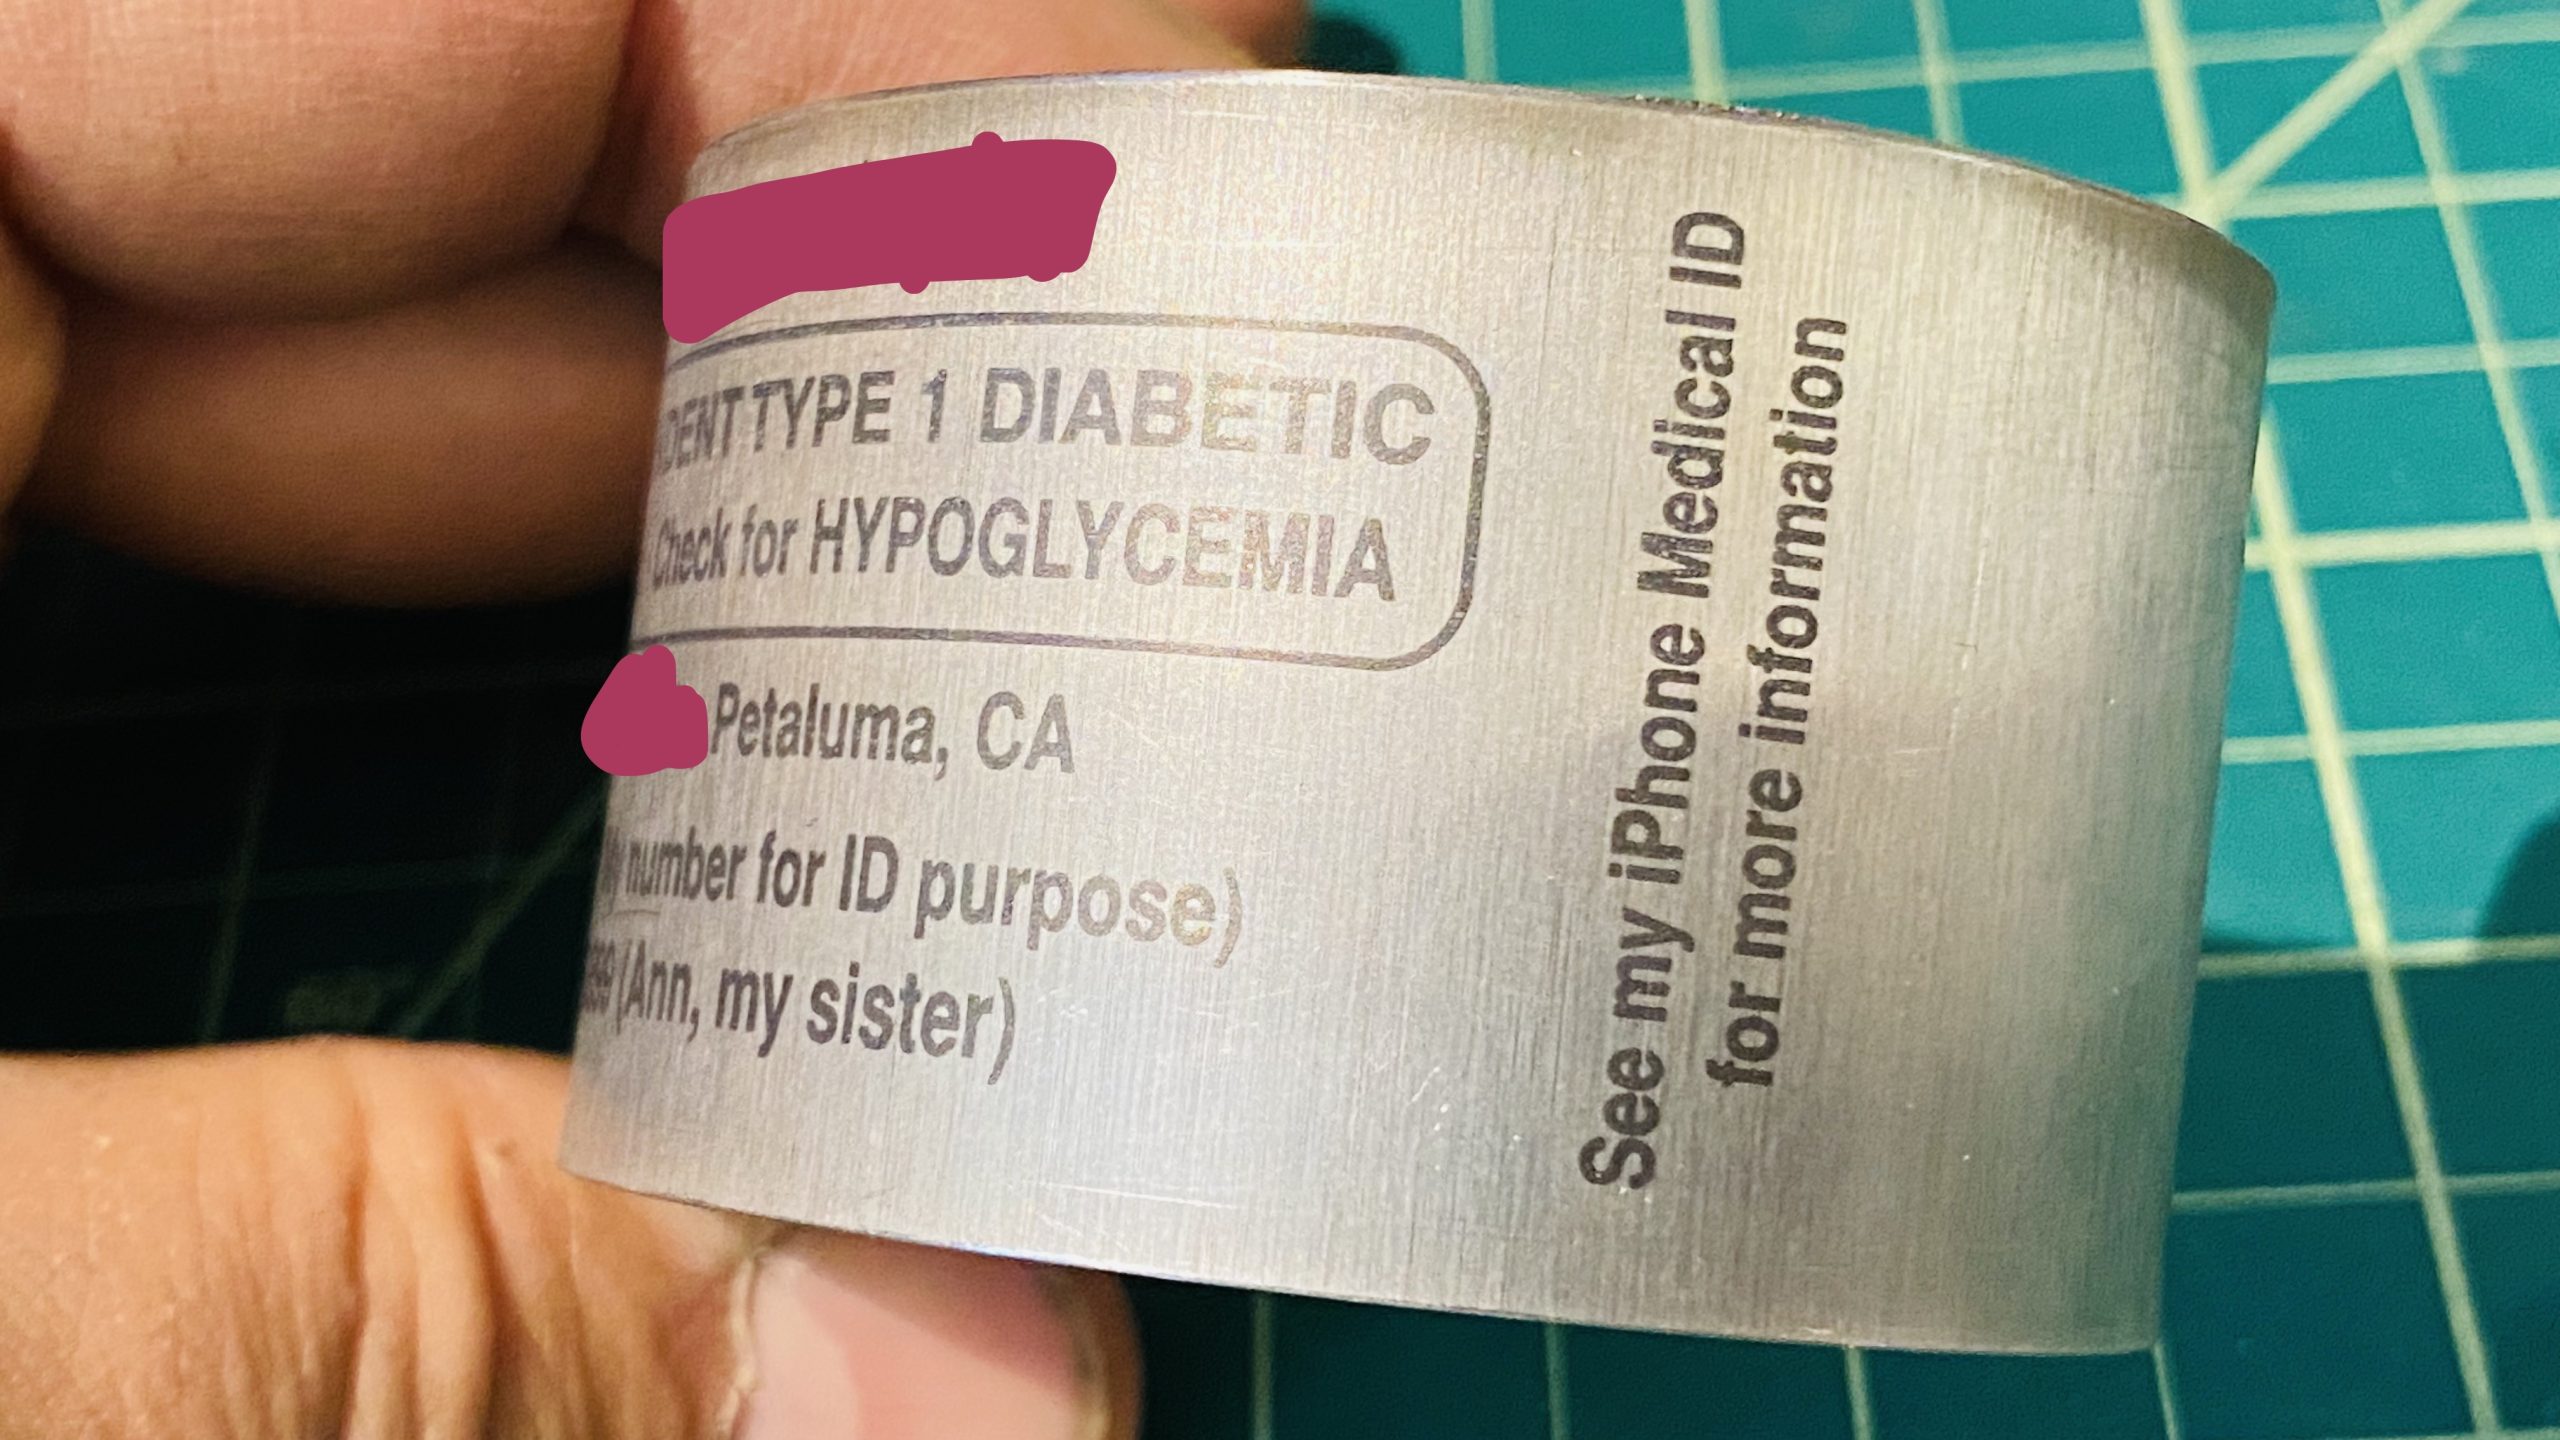 TYPE 1 DIABETIC
Check for HYPOGLYCEMIA
Petaluma, CA
number for ID purpose)
(Ann, my sister)
See my iPhone Medical ID
for more information